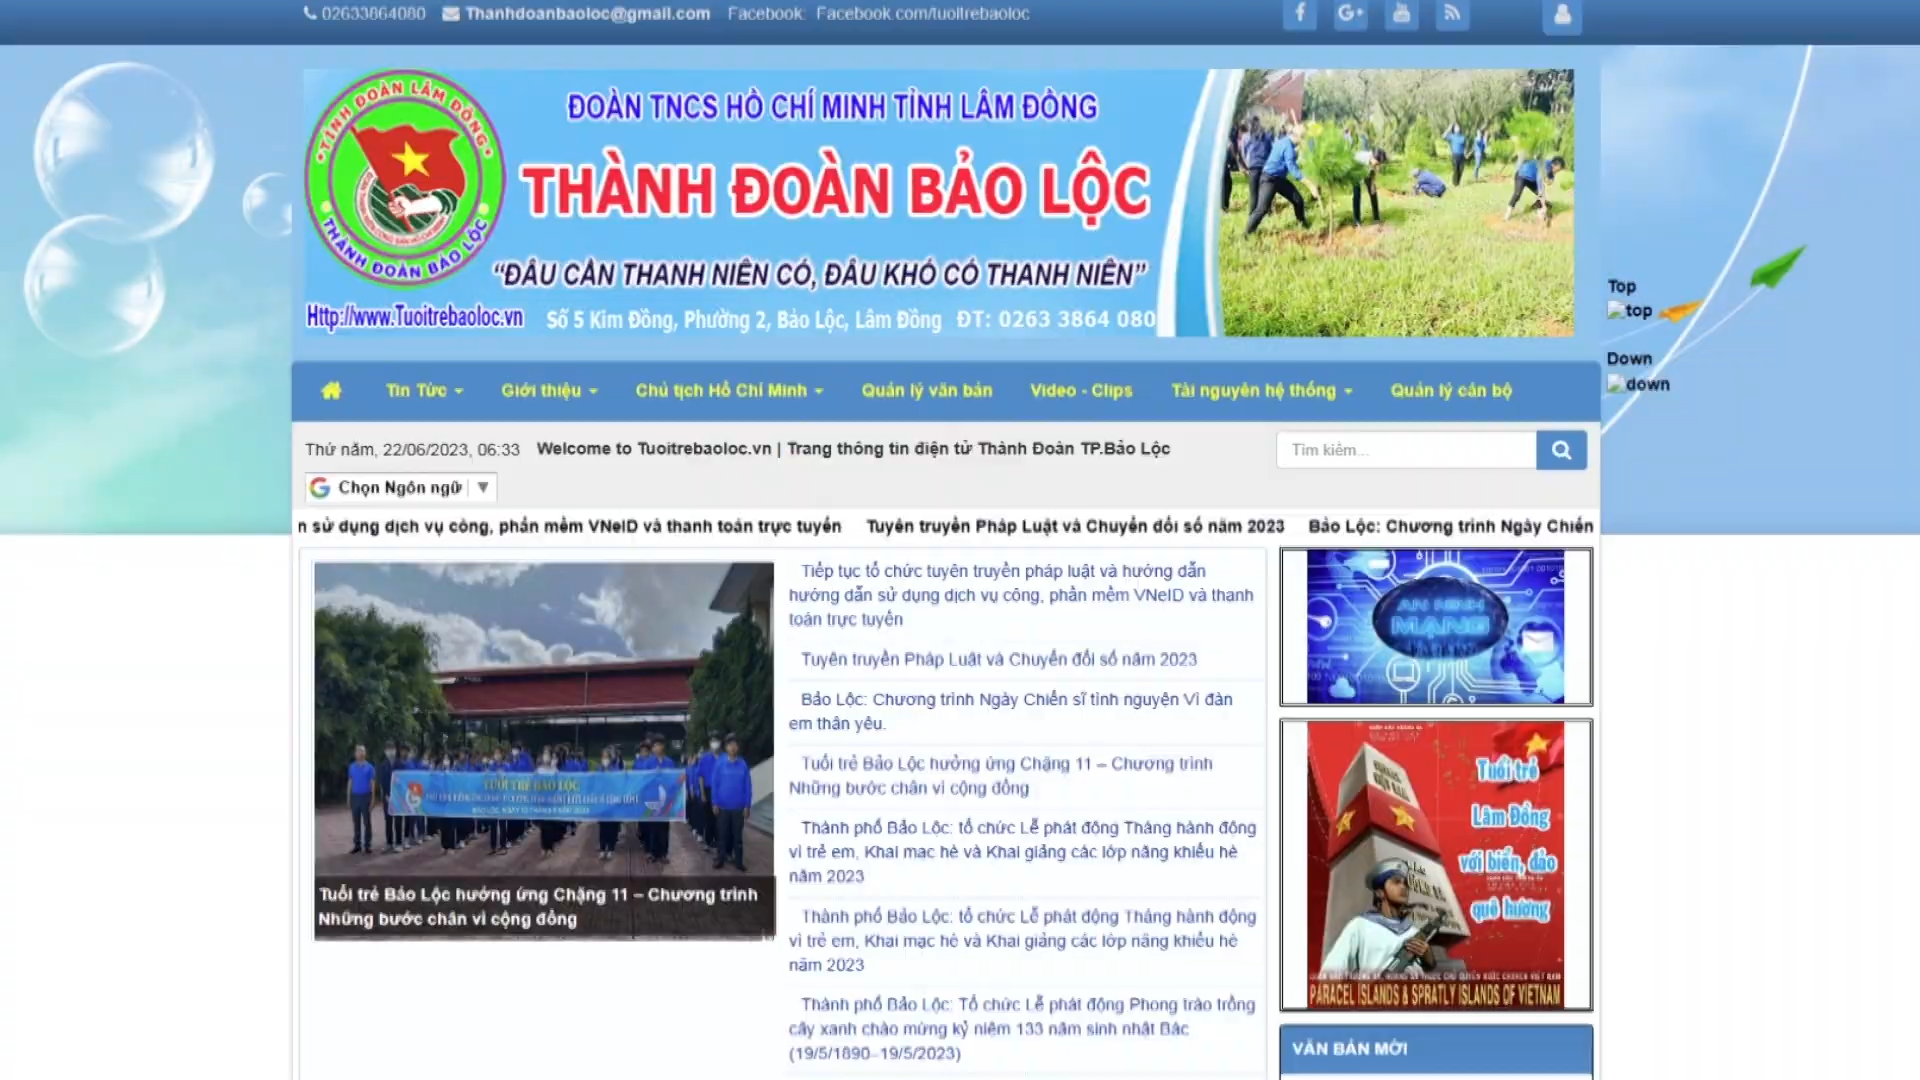 02633864080 Thanhdoanbaoloc@gmail.com Facebook: Facebook.com/tuoitrebaoloc
TỈNH ĐOÀN LÂM ĐỒNG
THÀNH ĐOÀN BẢO LỘC
ĐOÀN TNCS HỒ CHÍ MINH TỈNH LÂM ĐỒNG
THÀNH ĐOÀN BẢO LỘC
“ĐÂU CẦN THANH NIÊN CÓ, ĐÂU KHÓ CÓ THANH NIÊN”
Http://www.Tuoitrebaoloc.vn Số 5 Kim Đồng, Phường 2, Bảo Lộc, Lâm Đồng ĐT: 0263 3864 080
Top
top
Down
down
Tin Tức Giới thiệu Chủ tịch Hồ Chí Minh Quản lý văn bản Video - Clips Tài nguyên hệ thống Quản lý cán bộ
Thứ năm, 22/06/2023, 06:33 Welcome to Tuoitrebaoloc.vn | Trang thông tin điện tử Thành Đoàn TP.Bảo Lộc Tìm kiếm...
Chọn Ngôn ngữ ▼
n sử dụng dịch vụ công, phần mềm VNeID và thanh toán trực tuyến Tuyên truyền Pháp Luật và Chuyển đổi số năm 2023 Bảo Lộc: Chương trình Ngày Chiến
TUỔI TRẺ BẢO LỘC
Tuổi trẻ Bảo Lộc hưởng ứng Chặng 11 – Chương trình
Những bước chân vì cộng đồng
Tiếp tục tổ chức tuyên truyền pháp luật và hướng dẫn
hướng dẫn sử dụng dịch vụ công, phần mềm VNeID và thanh
toán trực tuyến
Tuyên truyền Pháp Luật và Chuyển đổi số năm 2023
Bảo Lộc: Chương trình Ngày Chiến sĩ tình nguyện Vì đàn
em thân yêu.
Tuổi trẻ Bảo Lộc hưởng ứng Chặng 11 – Chương trình
Những bước chân vì cộng đồng
Thành phố Bảo Lộc: tổ chức Lễ phát động Tháng hành động
vì trẻ em, Khai mạc hè và Khai giảng các lớp năng khiếu hè
năm 2023
Thành phố Bảo Lộc: tổ chức Lễ phát động Tháng hành động
vì trẻ em, Khai mạc hè và Khai giảng các lớp năng khiếu hè
năm 2023
Thành phố Bảo Lộc: Tổ chức Lễ phát động Phong trào trồng
cây xanh chào mừng kỷ niệm 133 năm sinh nhật Bác
(19/5/1890–19/5/2023)
AN NINH
MẠNG
Tuổi trẻ
Lâm Đồng
với biển, đảo
quê hương
PARACEL ISLANDS & SPRATLY ISLANDS OF VIETNAM
VĂN BẢN MỚI